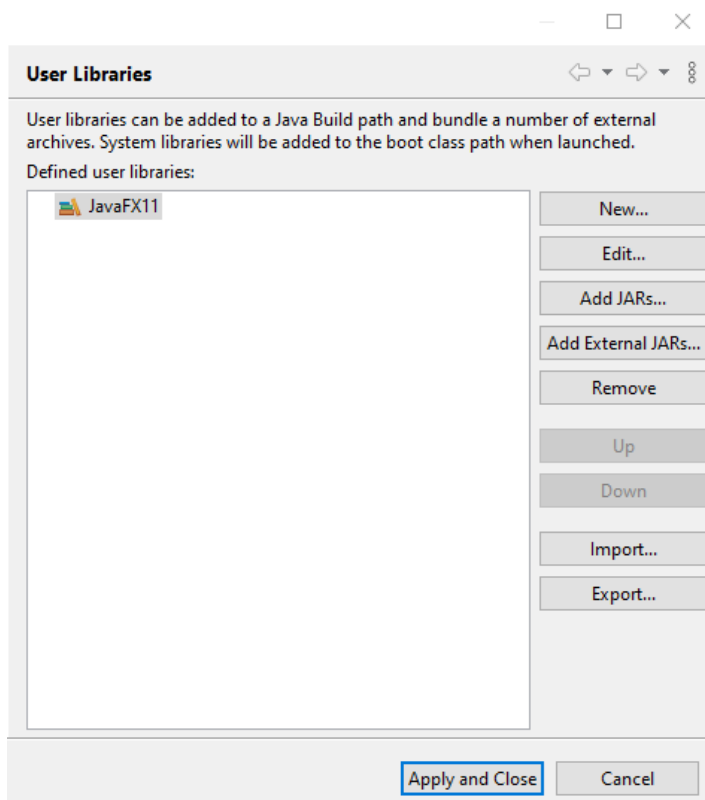 User Libraries
User libraries can be added to a Java Build path and bundle a number of external
archives. System libraries will be added to the boot class path when launched.
Defined user libraries:
JavaFX11
New...
Edit...
Add JARs...
Add External JARs...
Remove
Up
Down
Import...
Export...
Apply and Close
Cancel